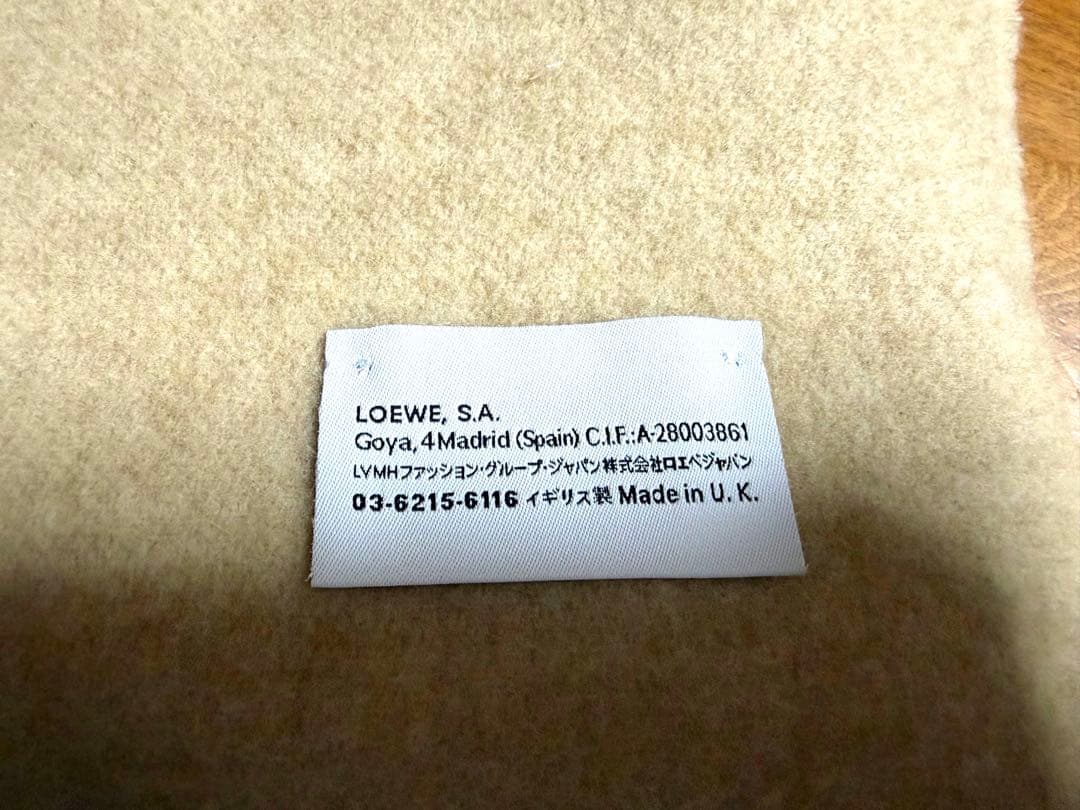 LOEWE, S.A.
Goya, 4 Madrid (Spain) C.I.F.: A-28003861
LVMHファッション・グループ・ジャパン株式会社ロエベジャパン
03-6215-6116 イギリス製 Made in U. K.